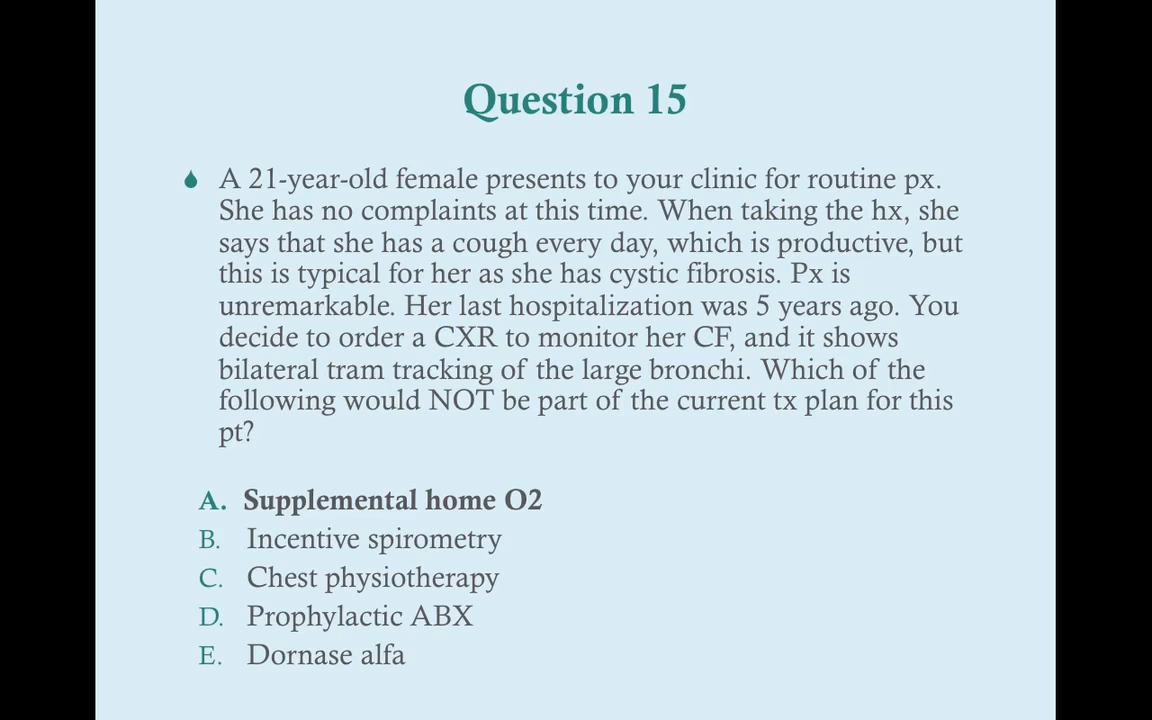 Question 15
A 21-year-old female presents to your clinic for routine px.
She has no complaints at this time. When taking the hx, she
says that she has a cough every day, which is productive, but
this is typical for her as she has cystic fibrosis. Px is
unremarkable. Her last hospitalization was 5 years ago. You
decide to order a CXR to monitor her CF, and it shows
bilateral tram tracking of the large bronchi. Which of the
following would NOT be part of the current tx plan for this
pt?
A. Supplemental home O2
B. Incentive spirometry
C. Chest physiotherapy
D. Prophylactic ABX
E. Dornase alfa